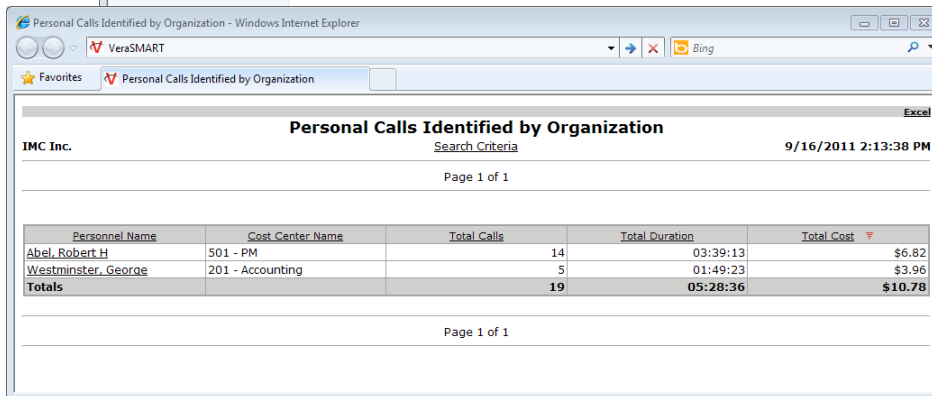 Personal Calls Identified by Organization - Windows Internet Explorer
VeraSMART
Bing
Favorites
Personal Calls Identified by Organization
Excel
Personal Calls Identified by Organization
IMC Inc. Search Criteria 9/16/2011 2:13:38 PM
Page 1 of 1
Personnel Name Cost Center Name Total Calls Total Duration Total Cost
Abel, Robert H 501 - PM 14 03:39:13 $6.82
Westminster, George 201 - Accounting 5 01:49:23 $3.96
Totals 19 05:28:36 $10.78
Page 1 of 1